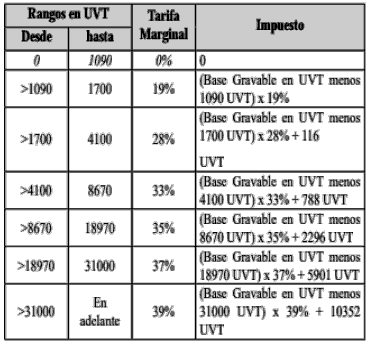 Rangos en UVT Tarifa Marginal Impuesto
Desde hasta
0 1090 0% 0
>1090 1700 19% (Base Gravable en UVT menos
1090 UVT) x 19%
>1700 4100 28% (Base Gravable en UVT menos
1700 UVT) x 28% + 116
UVT
>4100 8670 33% (Base Gravable en UVT menos
4100 UVT) x 33% + 788 UVT
>8670 18970 35% (Base Gravable en UVT menos
8670 UVT) x 35% + 2296 UVT
>18970 31000 37% (Base Gravable en UVT menos
18970 UVT) x 37% + 5901 UVT
>31000 En adelante 39% (Base Gravable en UVT menos
31000 UVT) x 39% + 10352
UVT